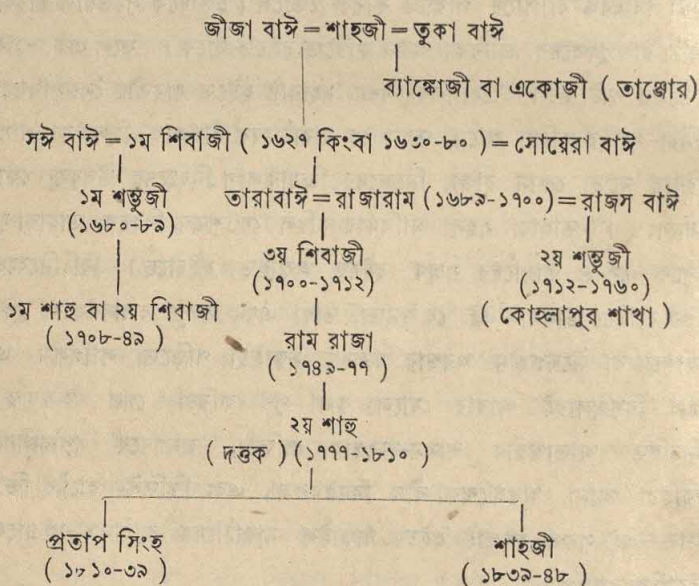 জীজা বাঈ = শাহজী = তুকা বাঈ
ব্যাঙ্কোজী বা একোজী ( তাঞ্জোর )
সঈ বাঈ = ১ম শিবাজী ( ১৬২৭ কিংবা ১৬৩০-৮০ ) = সোয়েরা বাঈ
১ম শম্ভুজী তারাবাঈ = রাজারাম ( ১৬৮৯-১৭০০ ) = রাজস বাঈ
(১৬৮০-৮৯)
৩য় শিবাজী ২য় শম্ভুজী
(১৭০০-১৭১২) (১৭১২-১৭৬০)
১ম শাহু বা ২য় শিবাজী ( কোহ্লাপুর শাখা )
( ১৭০৮-৪৯ ) রাম রাজা
( ১৭৪৯-৭৭ )
২য় শাহু
( দত্তক ) ( ১৭৭৭-১৮১০ )
প্রতাপ সিংহ শাহজী
( ১৮১০-৩৯ ) ( ১৮৩৯-৪৮ )